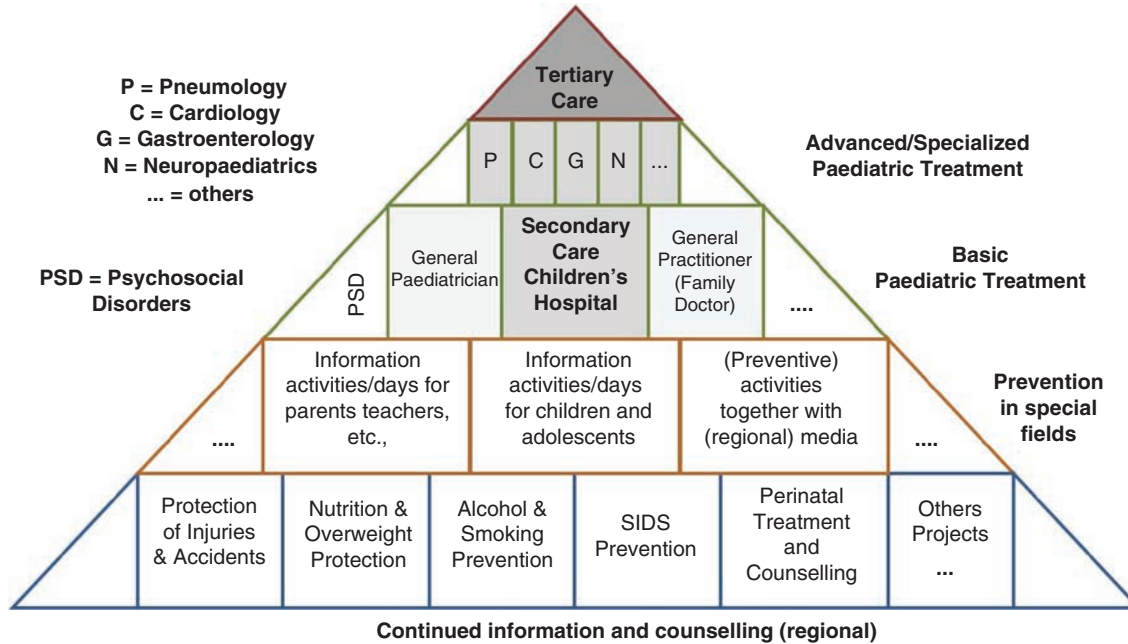 Tertiary
Care
P = Pneumology
C = Cardiology
G = Gastroenterology
N = Neuropaediatrics
... = others
P
C
G
N
...
Advanced/Specialized
Paediatric Treatment
PSD = Psychosocial
Disorders
PSD
General
Paediatrician
Secondary
Care
Children's
Hospital
General
Practitioner
(Family
Doctor)
....
Basic
Paediatric Treatment
....
Information
activities/days for
parents teachers,
etc.,
Information
activities/days
for children and
adolescents
(Preventive)
activities
together with
(regional) media
....
Prevention
in special
fields
Protection
of Injuries
& Accidents
Nutrition &
Overweight
Protection
Alcohol &
Smoking
Prevention
SIDS
Prevention
Perinatal
Treatment
and
Counselling
Others
Projects
...
Continued information and counselling (regional)